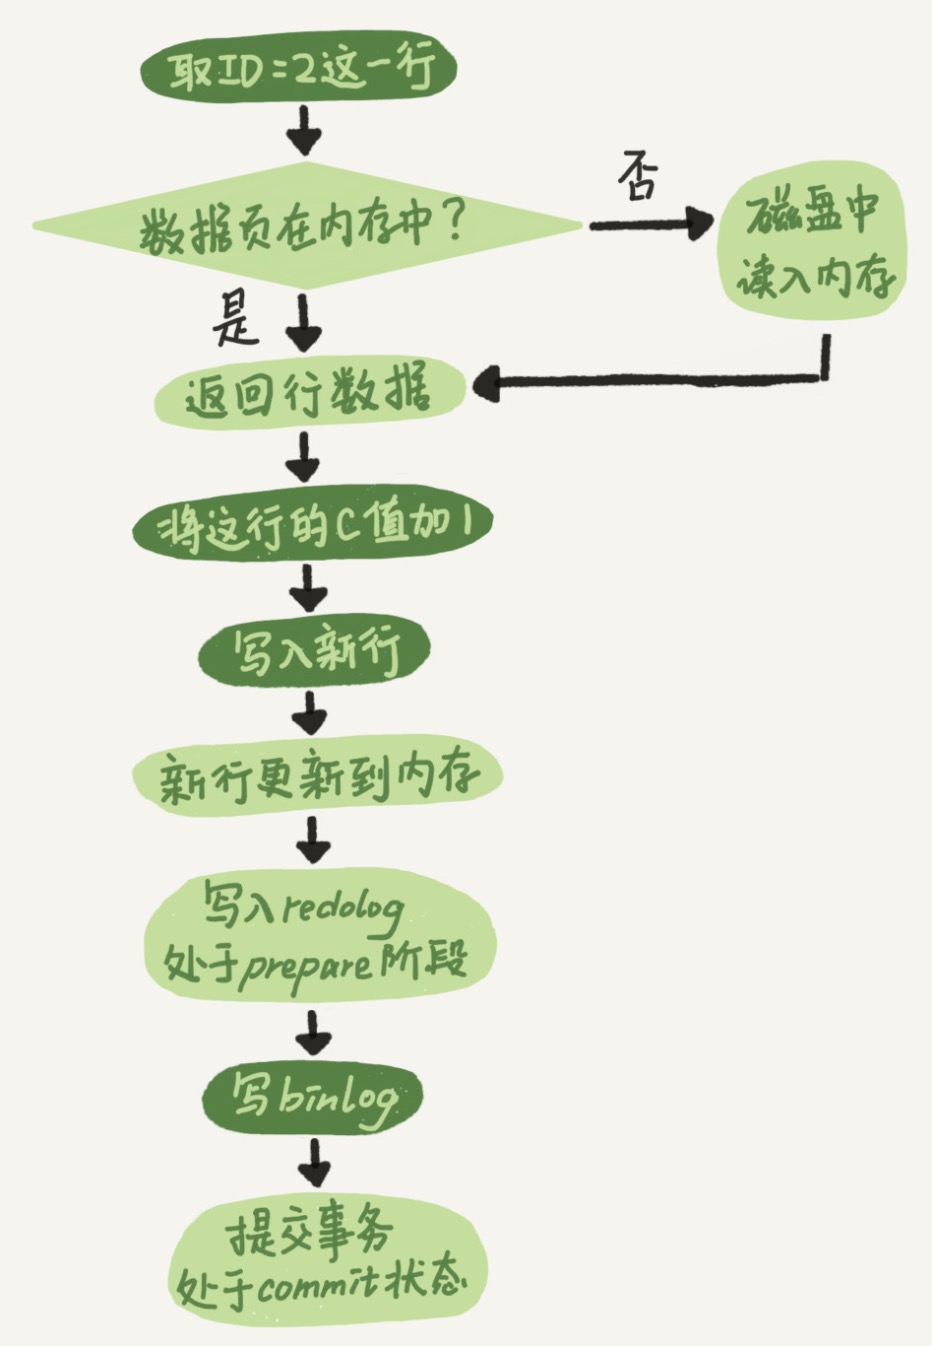 取ID=2这一行
数据页在内存中?
否
磁盘中
读入内存
是
返回行数据
将这行的C值加1
写入新行
新行更新到内存
写入redolog
处于prepare阶段
写binlog
提交事务
处于commit状态